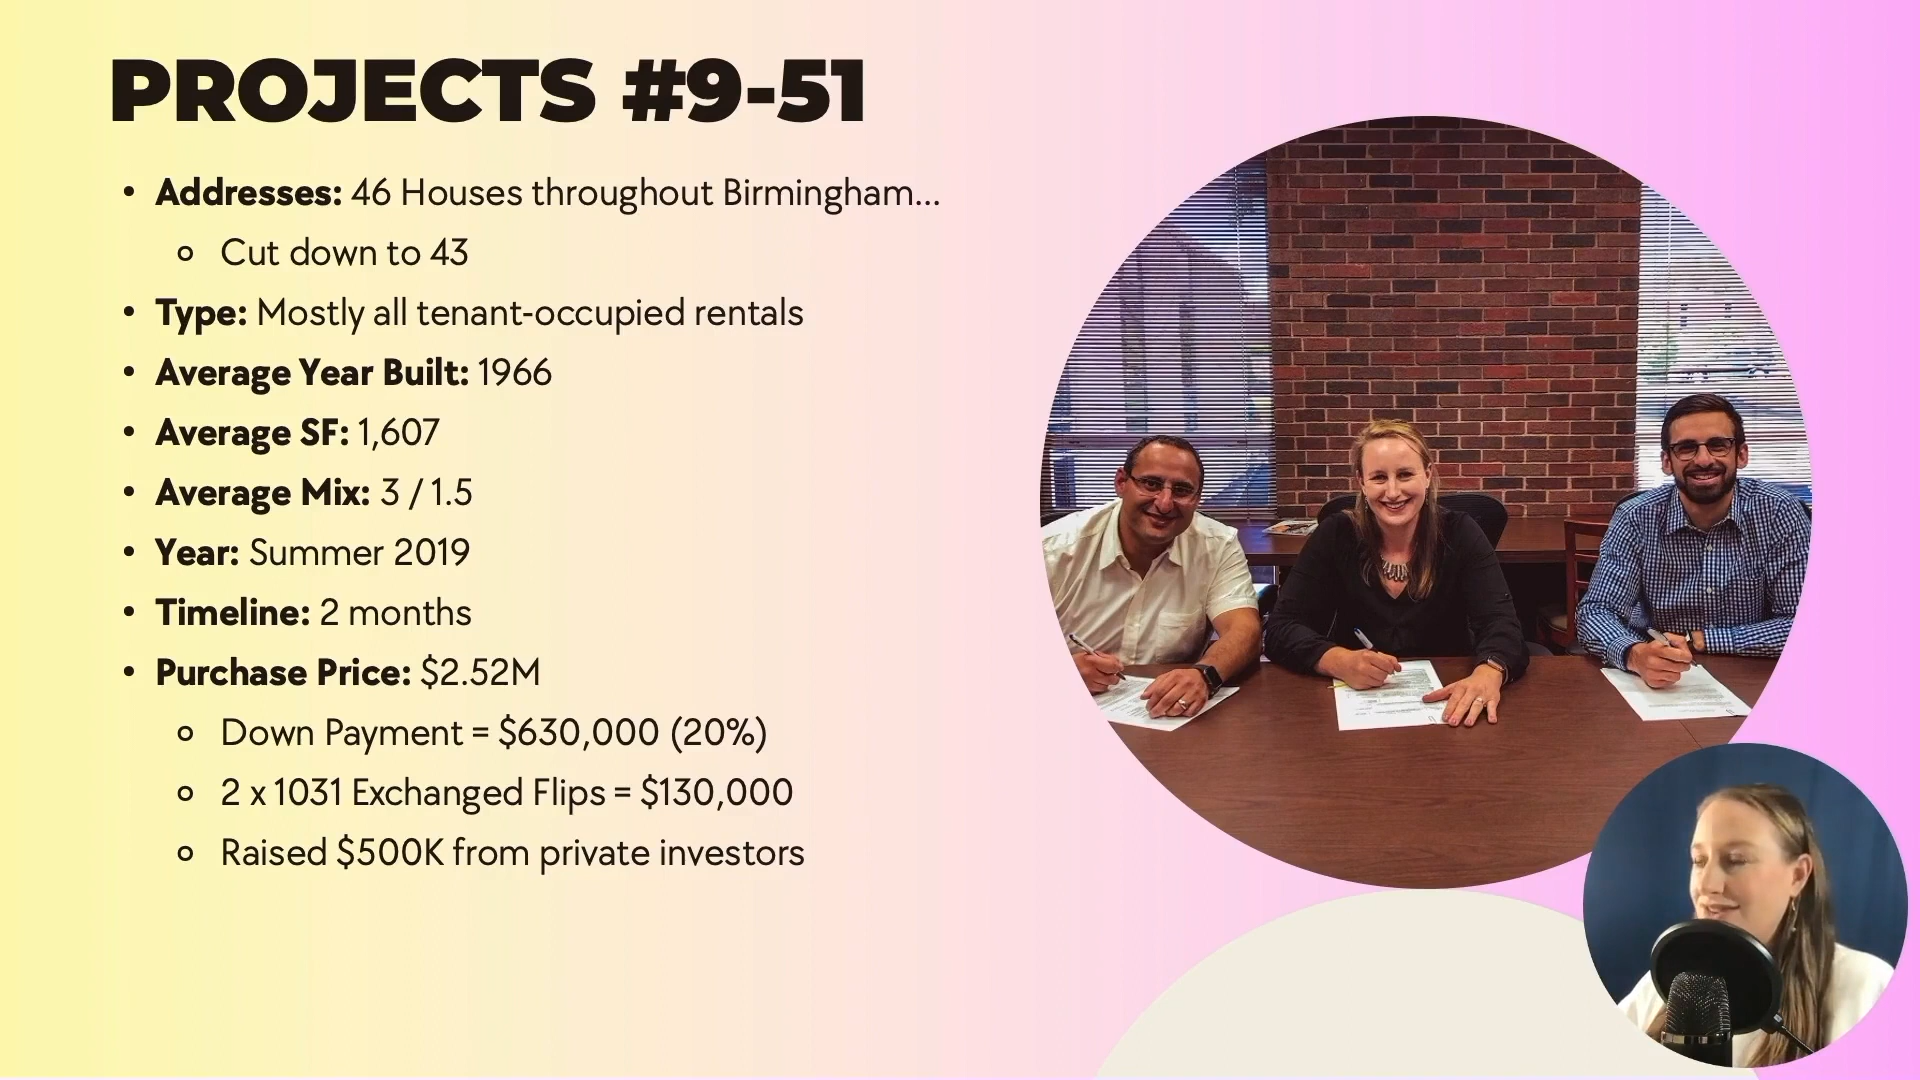 PROJECTS #9-51
• Addresses: 46 Houses throughout Birmingham...
◦ Cut down to 43
• Type: Mostly all tenant-occupied rentals
• Average Year Built: 1966
• Average SF: 1,607
• Average Mix: 3 / 1.5
• Year: Summer 2019
• Timeline: 2 months
• Purchase Price: $2.52M
◦ Down Payment = $630,000 (20%)
◦ 2 x 1031 Exchanged Flips = $130,000
◦ Raised $500K from private investors